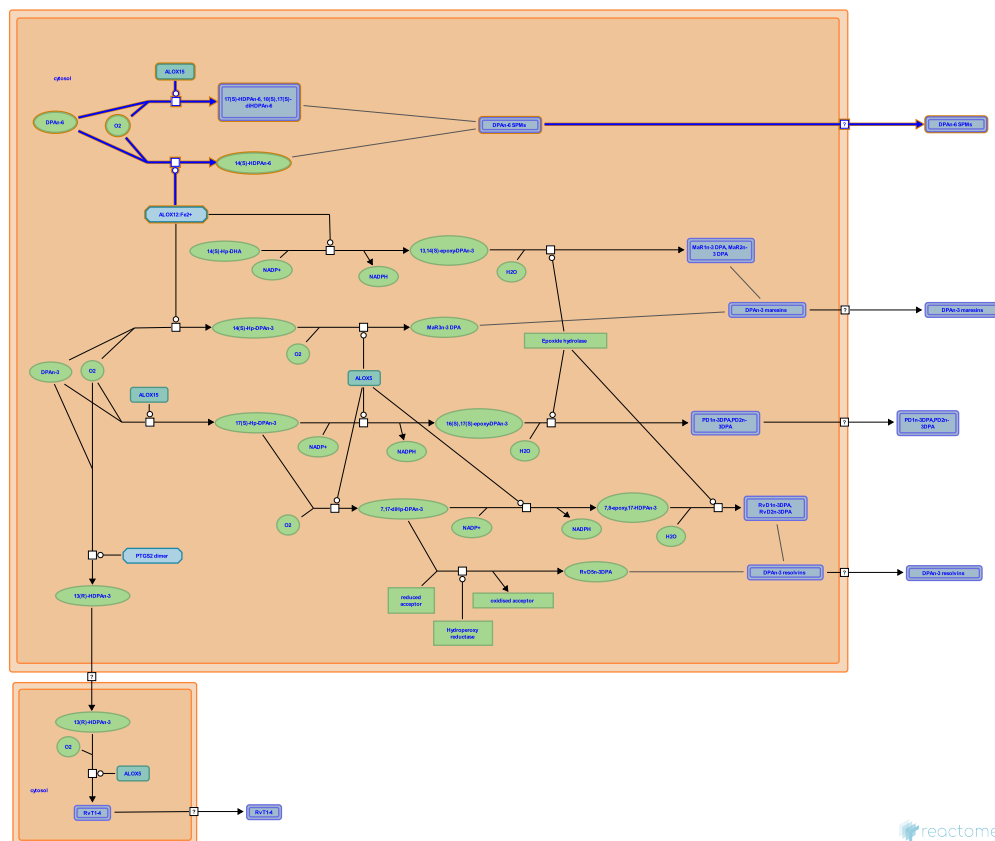 ALOX15
cytosol
17(S)-HDPAn-6, 16(S),17(S)-
diHDPAn-6
DPAn-6
O2
DPAn-6 SPMs
DPAn-6 SPMs
?
14(S)-HDPAn-6
ALOX12:Fe2+
14(S)-Hp-DHA
13,14(S)-epoxy-DPAn-3
MaR1n-3 DPA, MaR2n-
3 DPA
NADP+
NADPH
H2O
DPAn-3 maresins
?
DPAn-3 maresins
14(S)-Hp-DPAn-3
MaR3n-3 DPA
O2
Epoxide hydrolase
DPAn-3
O2
ALOX5
ALOX15
17(S)-Hp-DPAn-3
16(S),17(S)-epoxyDPAn-3
PD1n-3DPA,PD2n-
3DPA
?
PD1n-3DPA,PD2n-
3DPA
NADP+
NADPH
H2O
7,17-diHp-DPAn-3
7,8-epoxy,17-HDPAn-3
RvD1n-3DPA,
RvD2n-3DPA
O2
NADP+
NADPH
H2O
PTGS2 dimer
RvD5n-3DPA
DPAn-3 resolvins
?
DPAn-3 resolvins
13(R)-HDPAn-3
reduced
acceptor
oxidised acceptor
Hydroperoxy
reductase
?
13(R)-HDPAn-3
O2
ALOX5
cytosol
RvT1-4
?
RvT1-4
reactome